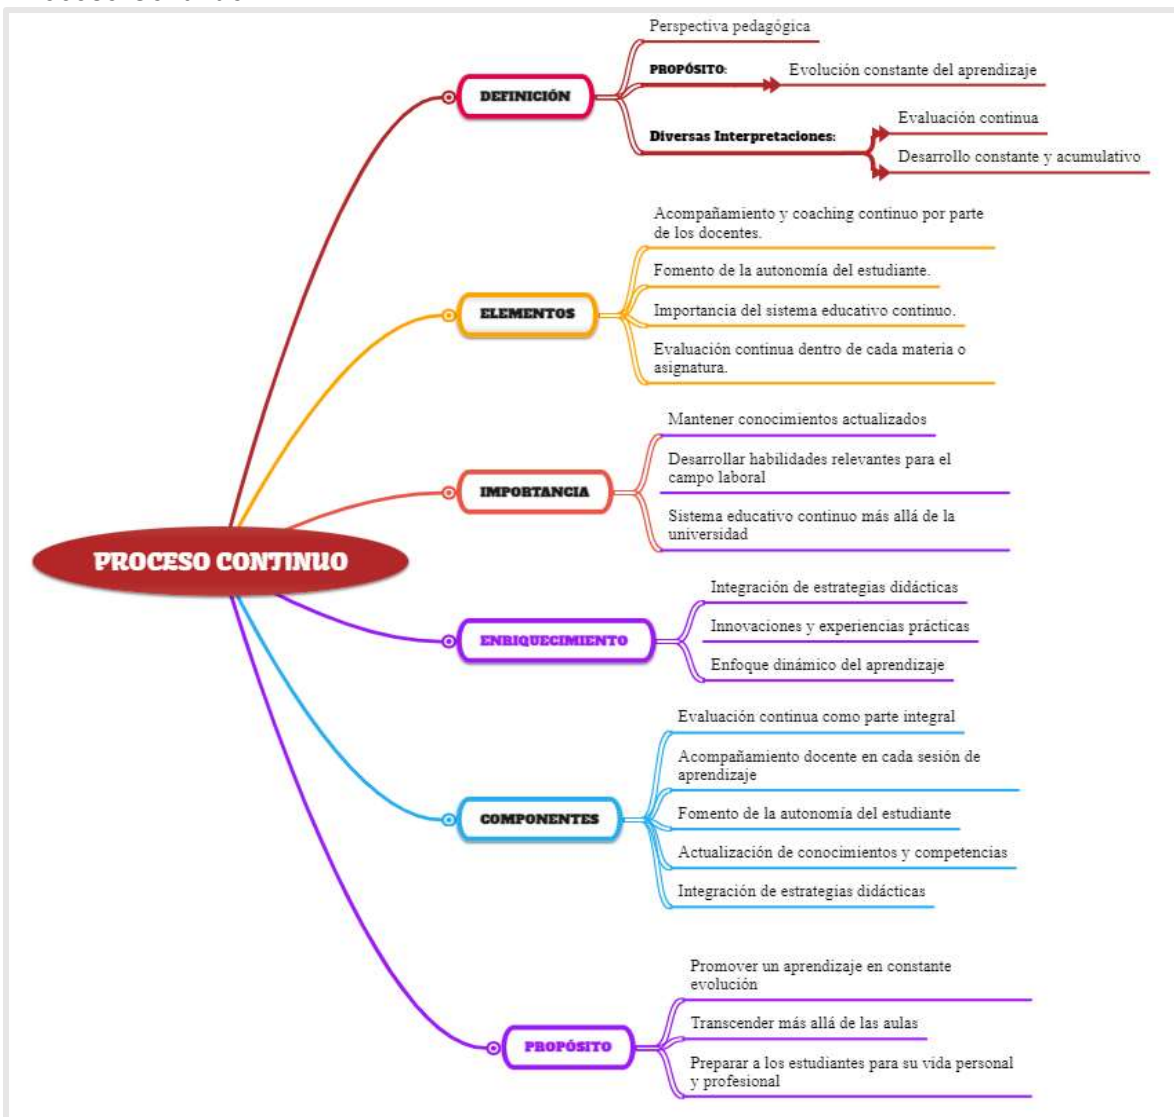 Perspectiva pedagógica
PROPÓSITO:
Evolución constante del aprendizaje
DEFINICIÓN
Diversas Interpretaciones:
Evaluación continua
Desarrollo constante y acumulativo
Acompañamiento y coaching continuo por parte
de los docentes.
Fomento de la autonomía del estudiante.
ELEMENTOS
Importancia del sistema educativo continuo.
Evaluación continua dentro de cada materia o
asignatura.
Mantener conocimientos actualizados
Desarrollar habilidades relevantes para el
campo laboral
IMPORTANCIA
Sistema educativo continuo más allá de la
universidad
PROCESO CONTINUO
Integración de estrategias didácticas
Innovaciones y experiencias prácticas
ENRIQUECIMIENTO
Enfoque dinámico del aprendizaje
Evaluación continua como parte integral
Acompañamiento docente en cada sesión de
aprendizaje
Fomento de la autonomía del estudiante
COMPONENTES
Actualización de conocimientos y competencias
Integración de estrategias didácticas
Promover un aprendizaje en constante
evolución
Transcender más allá de las aulas
PROPÓSITO
Preparar a los estudiantes para su vida personal
y profesional